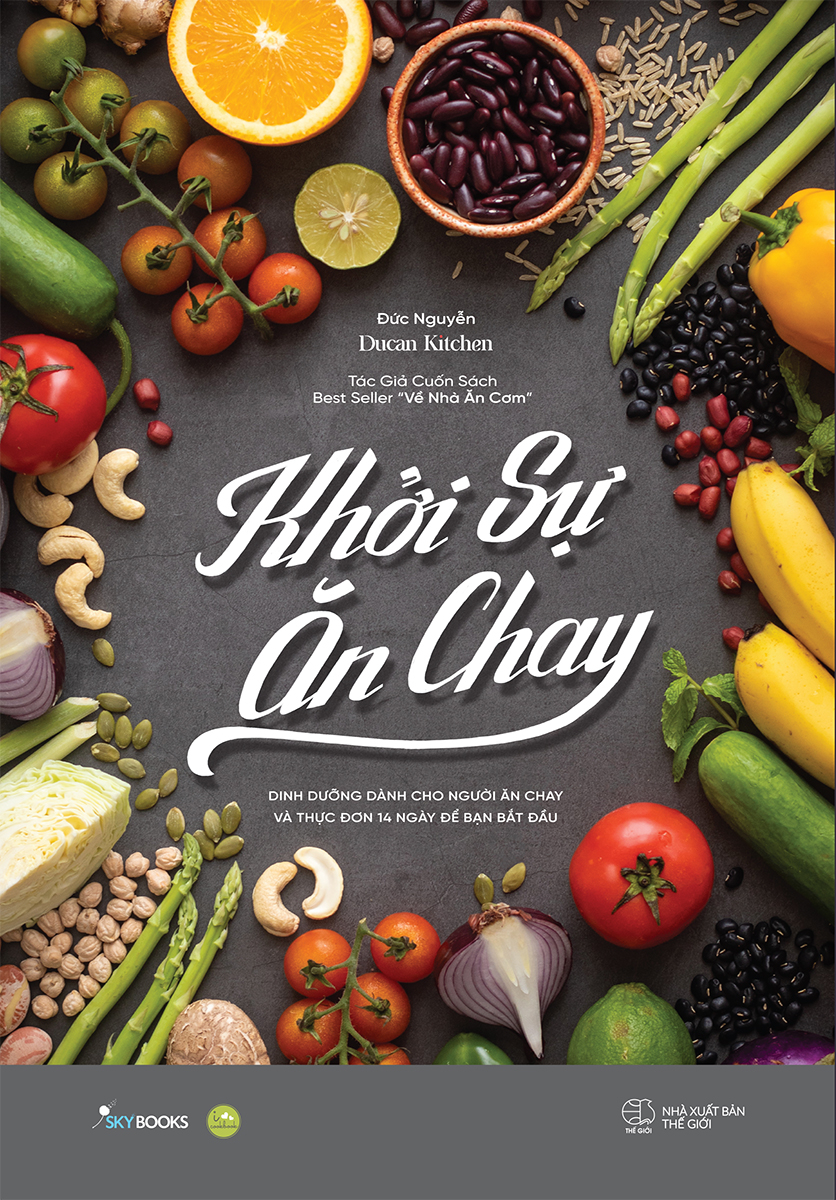 Đức Nguyễn
Ducan Kitchen
Tác Giả Cuốn Sách
Best Seller “Về Nhà Ăn Cơm”
Khởi Sự
Ăn Chay
DINH DƯỠNG DÀNH CHO NGƯỜI ĂN CHAY
VÀ THỰC ĐƠN 14 NGÀY ĐỂ BẠN BẮT ĐẦU
SKYBOOKS
THẾ GIỚI
NHÀ XUẤT BẢN
THẾ GIỚI